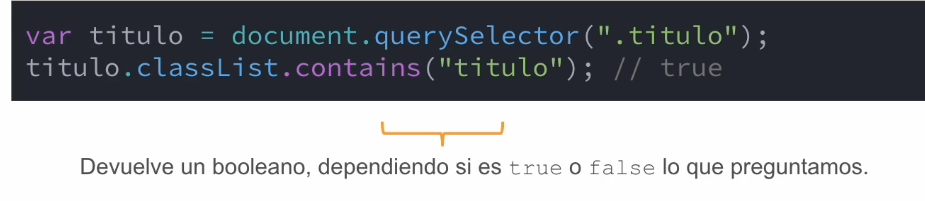 var titulo = document.querySelector(".titulo");
titulo.classList.contains("titulo"); // true
Devuelve un booleano, dependiendo si es true o false lo que preguntamos.